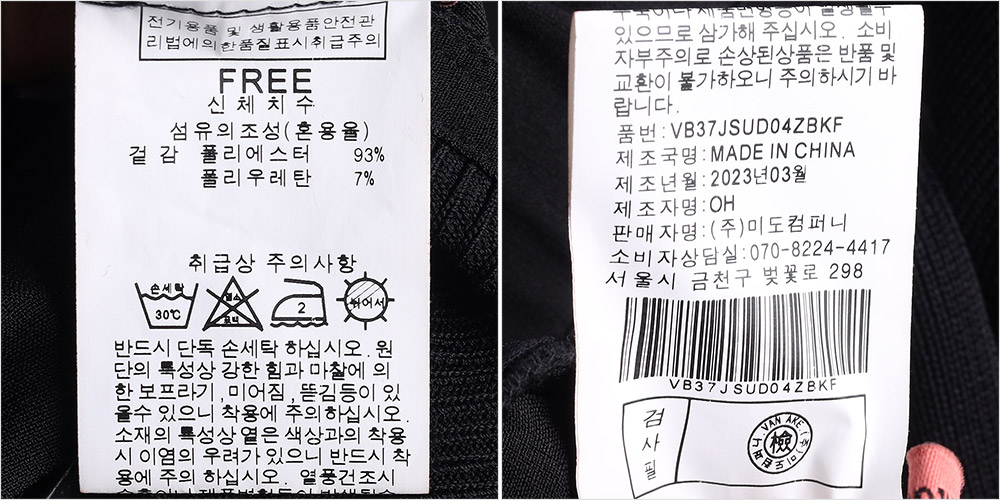 전기용품 및 생활용품안전관
리법에의한품질표시취급주의
FREE
신체치수
섬유의조성(혼용율)
겉감 폴리에스터 93%
폴리우레탄 7%
취급상 주의사항
손세탁
30℃
염소
표백
2
뉘어서
반드시 단독 손세탁 하십시오. 원
단의 특성상 강한 힘과 마찰에 의
한 보프라기, 미어짐, 뜯김등이 있
을수 있으니 착용에 주의하십시오.
소재의 특성상 옅은 색상과의 착용
시 이염의 우려가 있으니 반드시 착
용에 주의 하십시오. 열풍건조시
있으므로 삼가해 주십시오. 소비
자부주의로 손상된상품은 반품 및
교환이 불가하오니 주의하시기 바
랍니다.
품번:VB37JSUD04ZBKF
제조국명:MADE IN CHINA
제조년월:2023년03월
제조자명:OH
판매자명:(주)미도컴퍼니
소비자상담실:070-8224-4417
서울시 금천구 벚꽃로 298
VB37JSUD04ZBKF
검사필
VAN AKE.(주)미도컴퍼니
檢